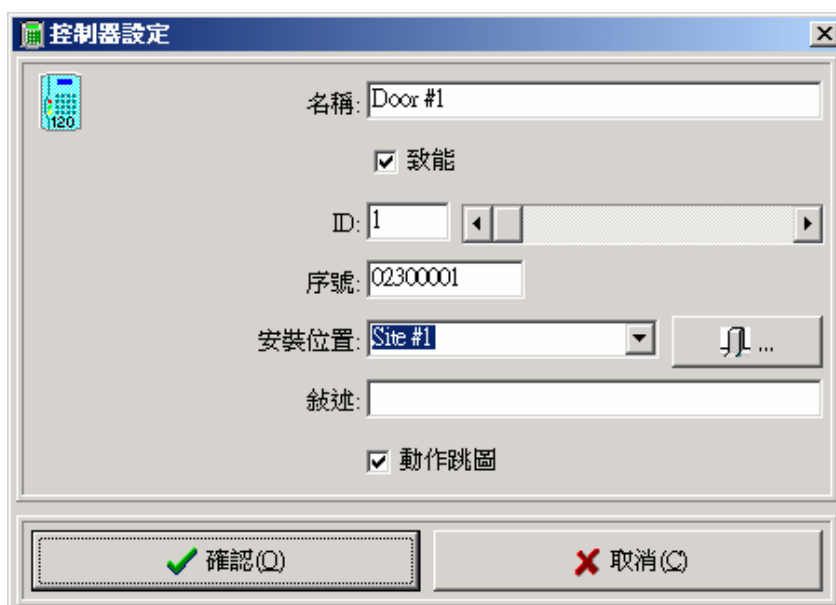 控制器設定
120
名稱: Door #1
致能
ID: 1
序號: 02300001
安裝位置: Site #1 ...
敍述:
動作跳圖
確認(O) 取消(C)